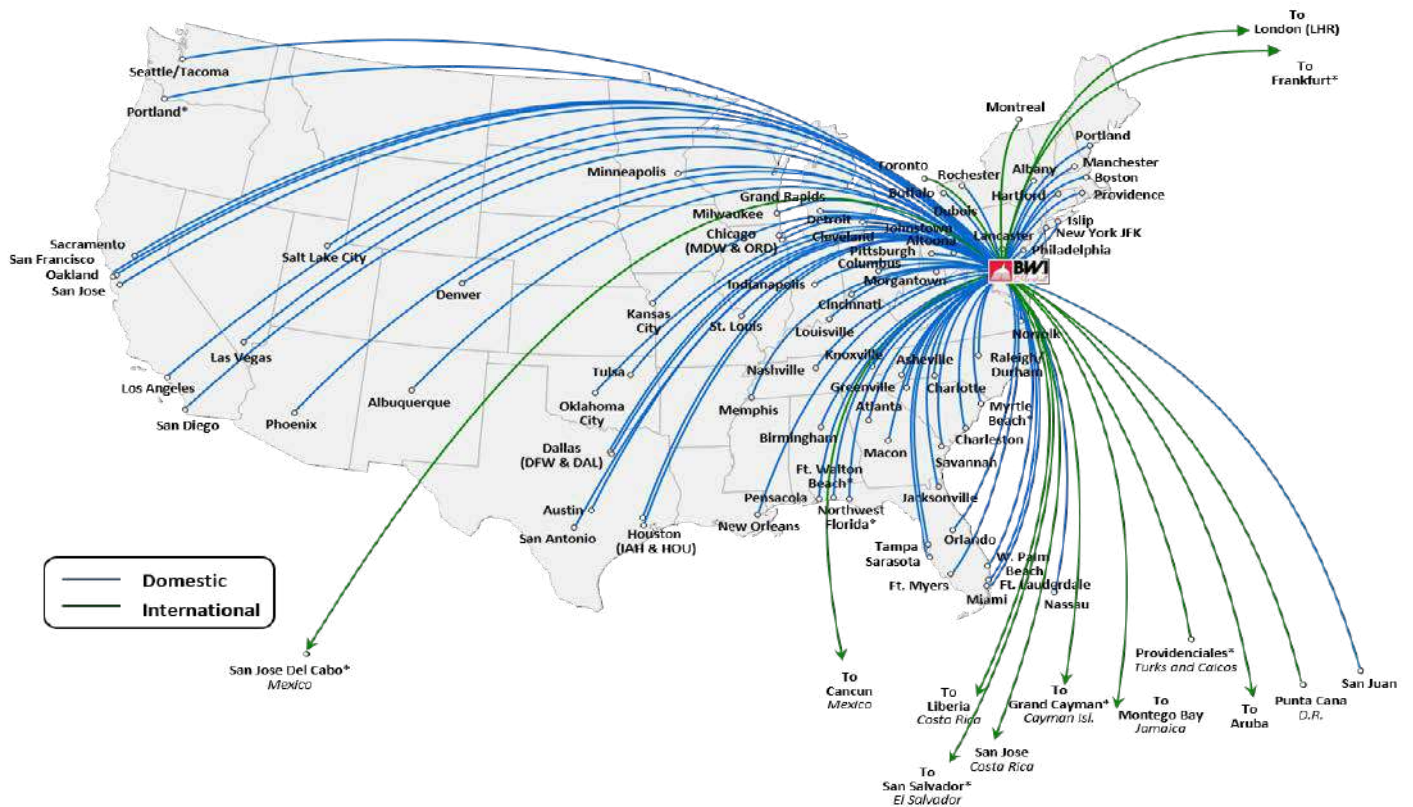 To
London (LHR)
To
Frankfurt*
Seattle/Tacoma
Portland*
Montreal
Portland
Minneapolis
Toronto
Rochester
Albany
Manchester
Boston
Buffalo
Hartford
Providence
Grand Rapids
Milwaukee
Detroit
Dubois
Islip
New York JFK
Chicago
(MDW & ORD)
Cleveland
Johnstown
Altoona
Lancaster
Philadelphia
Pittsburgh
Columbus
Morgantown
BWI
Sacramento
San Francisco
Oakland
San Jose
Salt Lake City
Denver
Indianapolis
Cincinnati
Kansas
City
St. Louis
Louisville
Norfolk
Las Vegas
Los Angeles
San Diego
Phoenix
Albuquerque
Tulsa
Oklahoma
City
Nashville
Knoxville
Asheville
Raleigh/
Durham
Greenville
Charlotte
Memphis
Atlanta
Myrtle
Beach*
Birmingham
Macon
Charleston
Savannah
Dallas
(DFW & DAL)
Ft. Walton
Beach*
Pensacola
Northwest
Florida*
Jacksonville
Austin
San Antonio
Houston
(IAH & HOU)
New Orleans
Orlando
Tampa
Sarasota
W. Palm
Beach
Ft. Myers
Ft. Lauderdale
Miami
Nassau
Domestic
International
San Jose Del Cabo*
Mexico
To
Cancun
Mexico
To
Liberia
Costa Rica
To
Grand Cayman*
Cayman Isl.
To
Montego Bay
Jamaica
Providenciales*
Turks and Caicos
To
Aruba
Punta Cana
D.R.
San Juan
San Jose
Costa Rica
To
San Salvador*
El Salvador